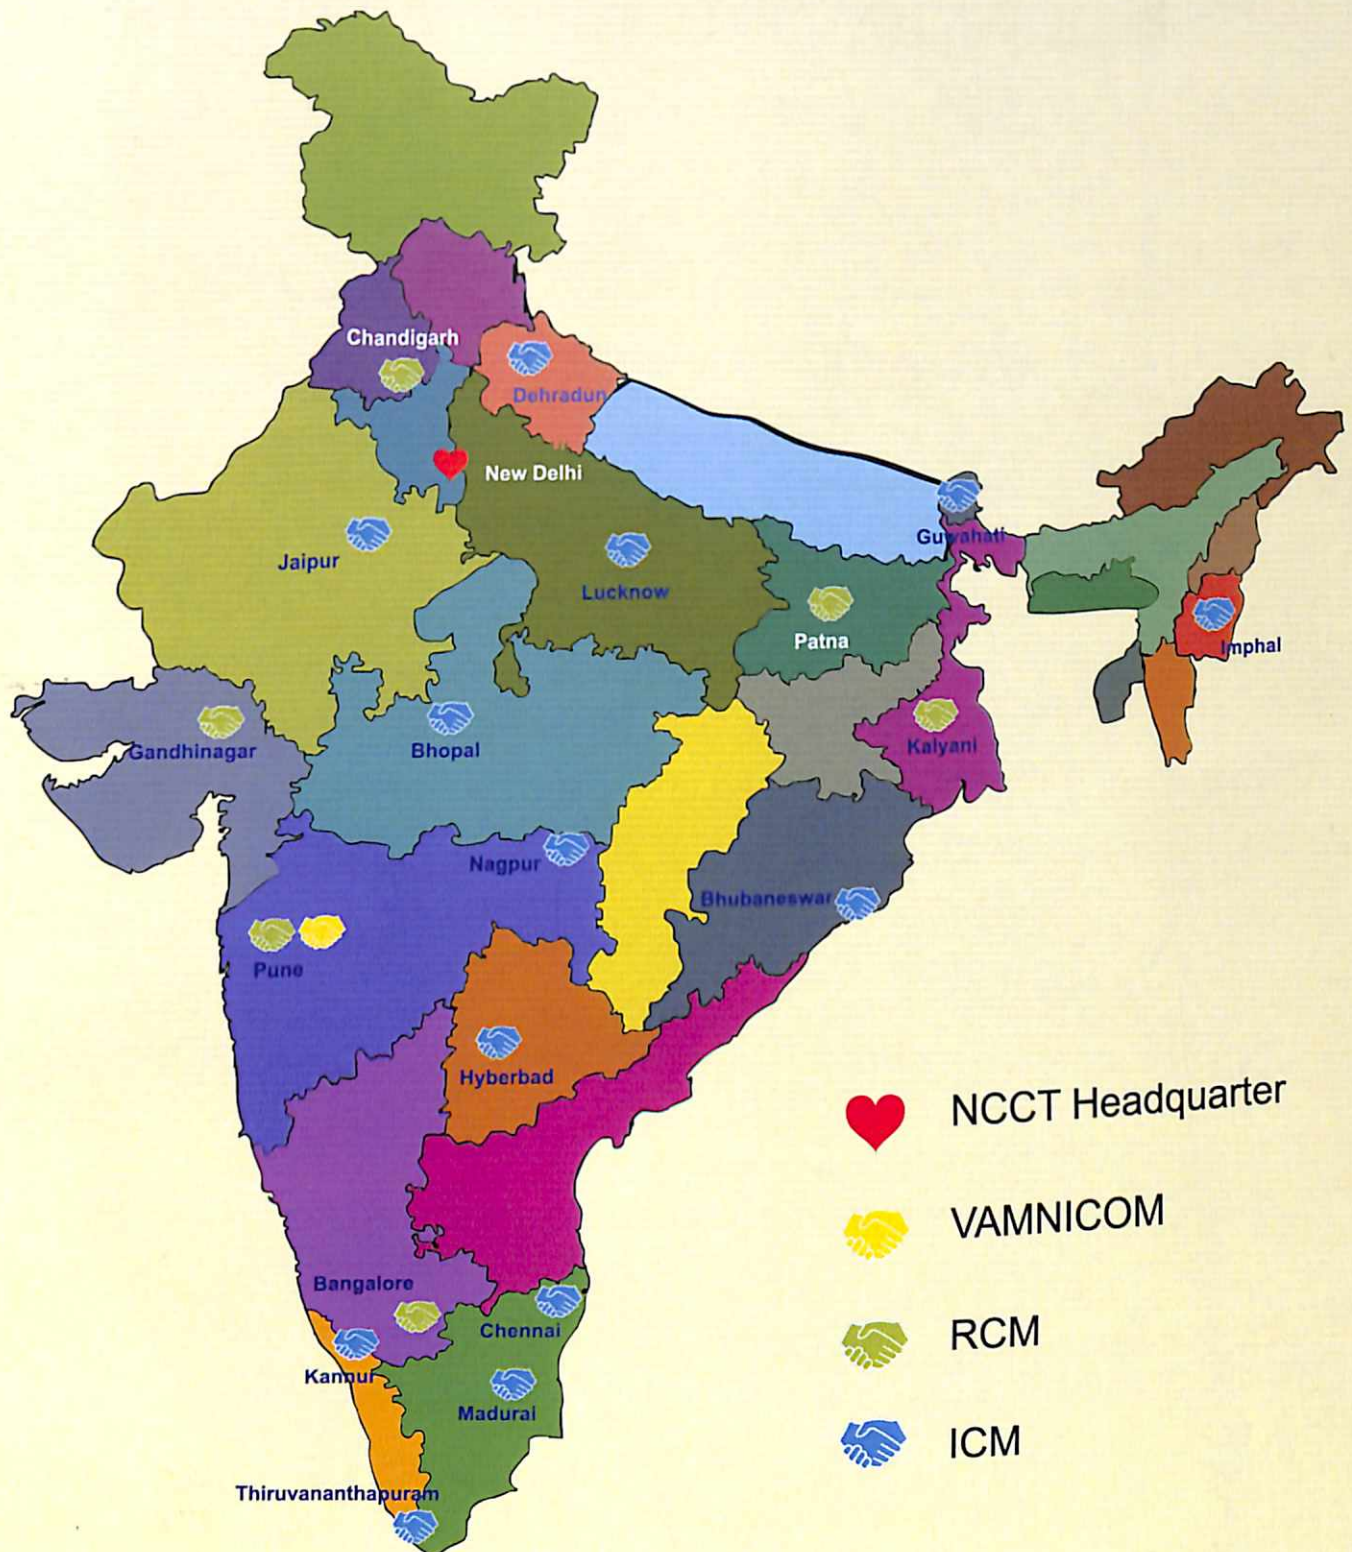 Chandigarh
Dehradun
New Delhi
Guwahati
Jaipur
Lucknow
Patna
Imphal
Gandhinagar
Bhopal
Kalyani
Nagpur
Bhubaneswar
Pune
Hyberbad
NCCT Headquarter
VAMNICOM
Bangalore
Chennai
RCM
Kannur
Madurai
ICM
Thiruvananthapuram